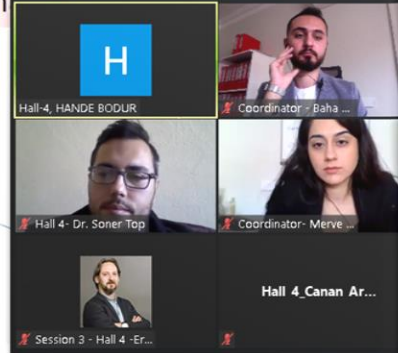 H
Hall-4, HANDE BODUR
Coordinator - Baha ...
Hall 4- Dr. Soner Top
Coordinator- Merve ...
Hall 4_Canan Ar...
Session 3 - Hall 4 -Er...